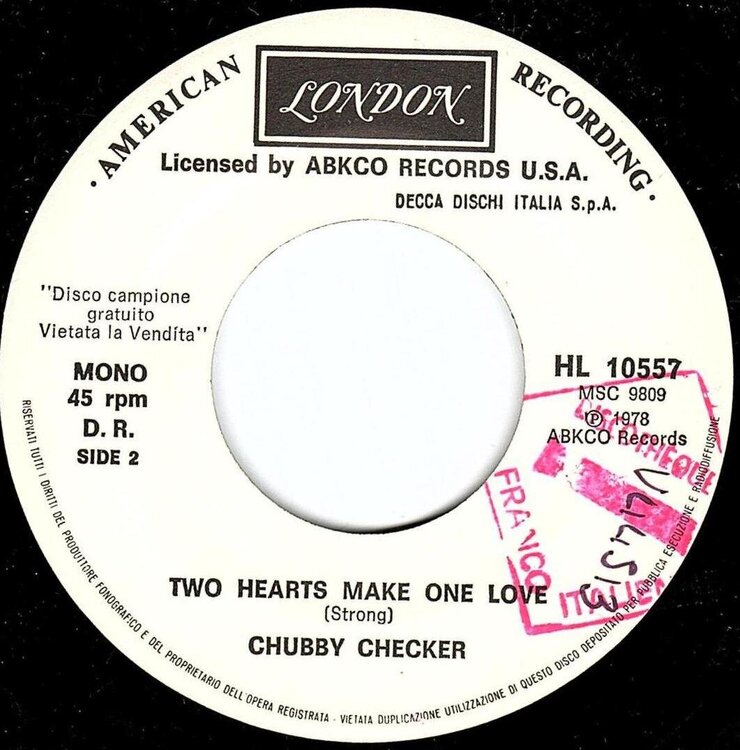 · AMERICAN RECORDING ·
LONDON
Licensed by ABKCO RECORDS U.S.A.
DECCA DISCHI ITALIA S.p.A.
"Disco campione
gratuito
Vietata la Vendita"
MONO
45 rpm
D. R.
SIDE 2
HL 10557
MSC 9809
Ⓟ 1978
ABKCO Records
DISCOTHEQUE
FRANCO
TWO HEARTS MAKE ONE LOVE
(Strong)
CHUBBY CHECKER
RISERVATI TUTTI I DIRITTI DEL PRODUTTORE FONOGRAFICO E DEL PROPRIETARIO DELL'OPERA REGISTRATA - VIETATA DUPLICAZIONE UTILIZZAZIONE DI QUESTO DISCO DEPOSITATO PER PUBBLICA ESECUZIONE E RADIODIFFUSIONE